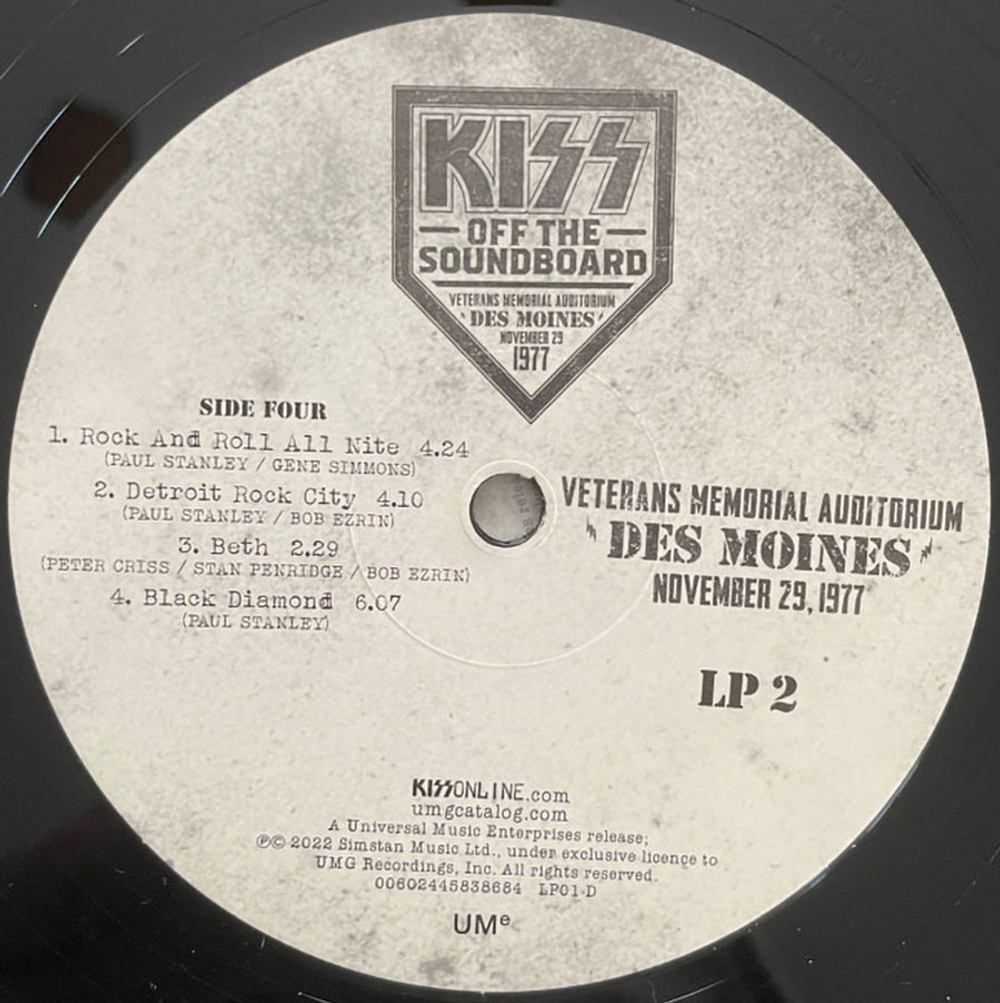 KISS
OFF THE
SOUNDBOARD
VETERANS MEMORIAL AUDITORIUM
DES MOINES
NOVEMBER 29
1977
SIDE FOUR
1. Rock And Roll All Nite 4.24
(PAUL STANLEY / GENE SIMMONS)
2. Detroit Rock City 4.10
(PAUL STANLEY / BOB EZRIN)
3. Beth 2.29
(PETER CRISS / STAN PENRIDGE / BOB EZRIN)
4. Black Diamond 6.07
(PAUL STANLEY)
VETERANS MEMORIAL AUDITORIUM
DES MOINES
NOVEMBER 29, 1977
LP 2
KISSONLINE.com
umgcatalog.com
A Universal Music Enterprises release;
℗© 2022 Simstan Music Ltd., under exclusive licence to
UMG Recordings, Inc. All rights reserved.
00602445838684 LP01-D
UMe